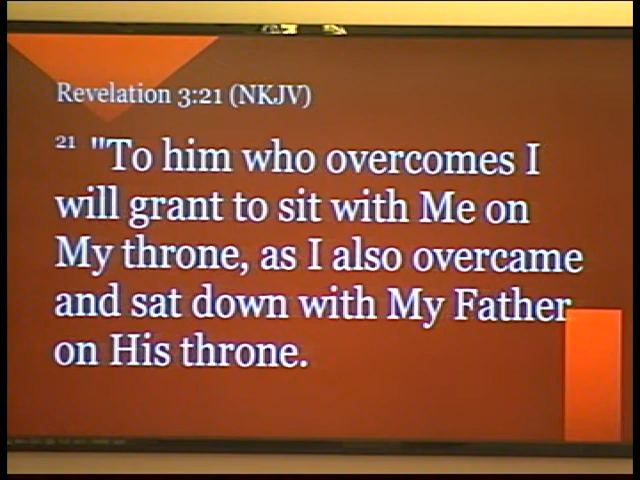 Revelation 3:21 (NKJV)
21 "To him who overcomes I
will grant to sit with Me on
My throne, as I also overcame
and sat down with My Father
on His throne.